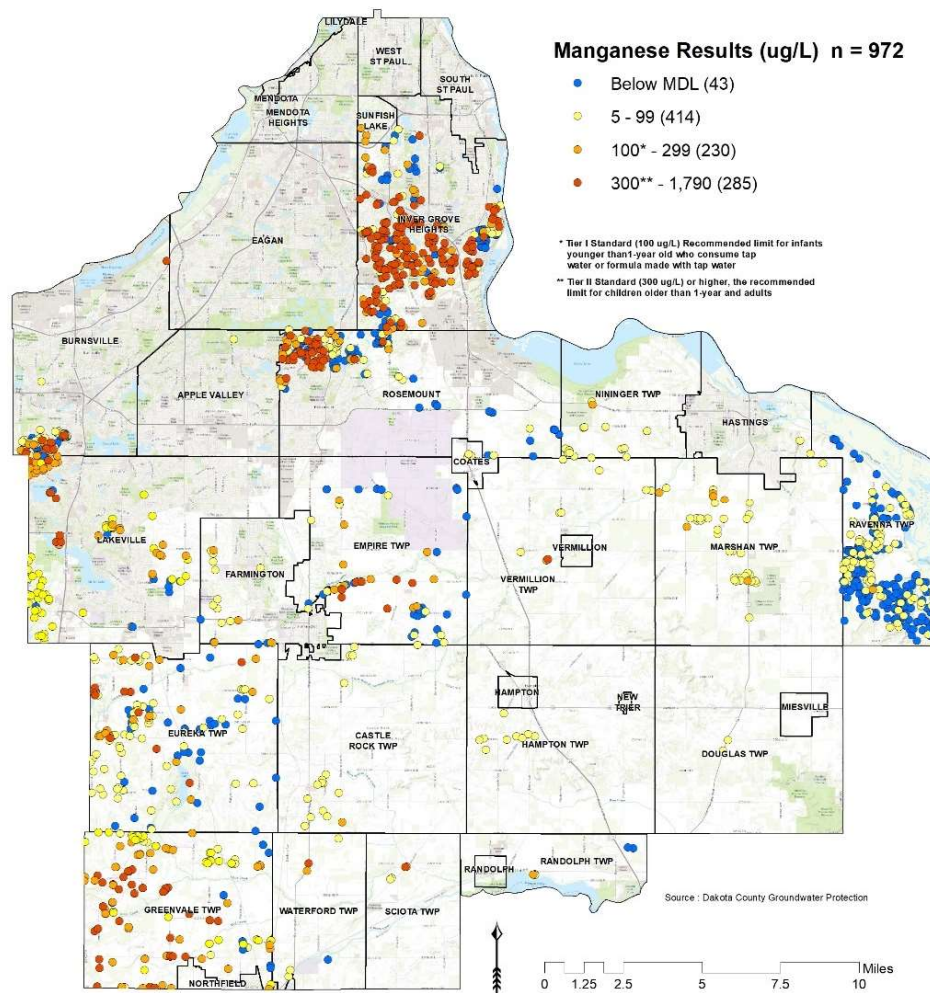 LILYDALE
WEST
ST PAUL
SOUTH
ST PAUL
MENDOTA
MENDOTA
HEIGHTS
SUNFISH
LAKE
Manganese Results (ug/L) n = 972
Below MDL (43)
5 - 99 (414)
100* - 299 (230)
300** - 1,790 (285)
* Tier I Standard (100 ug/L) Recommended limit for infants
younger than1-year old who consume tap
water or formula made with tap water
** Tier II Standard (300 ug/L) or higher, the recommended
limit for children older than 1-year and adults
INVER GROVE
HEIGHTS
EAGAN
BURNSVILLE
APPLE VALLEY
ROSEMOUNT
NININGER TWP
HASTINGS
COATES
LAKEVILLE
FARMINGTON
EMPIRE TWP
VERMILLION
VERMILLION
TWP
MARSHAN TWP
RAVENNA TWP
EUREKA TWP
CASTLE
ROCK TWP
HAMPTON
NEW
TRIER
MIESVILLE
HAMPTON TWP
DOUGLAS TWP
GREENVALE TWP
WATERFORD TWP
SCIOTA TWP
RANDOLPH
RANDOLPH TWP
NORTHFIELD
Source : Dakota County Groundwater Protection
Miles
0 1.25 2.5 5 7.5 10